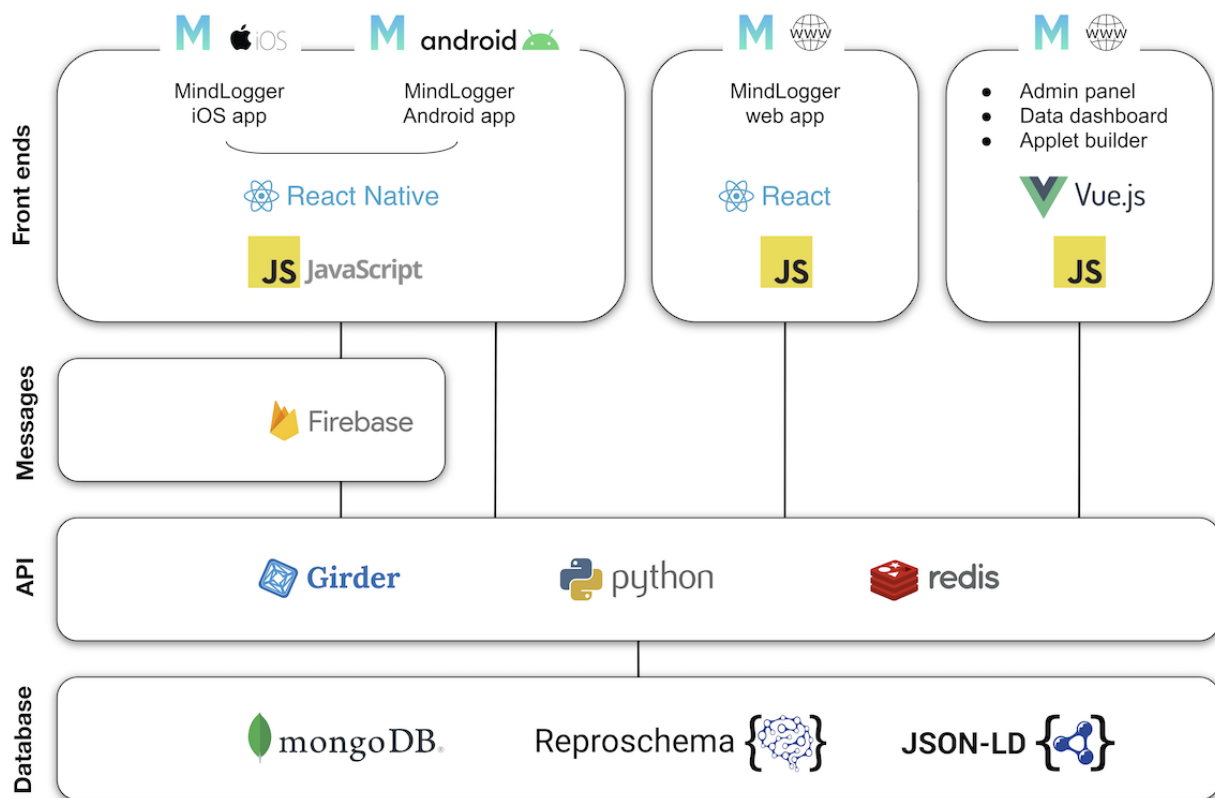 M iOS
M android
M WWW
M WWW
Front ends
MindLogger
iOS app
MindLogger
Android app
MindLogger
web app
Admin panel
Data dashboard
Applet builder
React Native
React
Vue.js
JS JavaScript
JS
JS
Messages
Firebase
API
Girder
python
redis
Database
mongoDB
Reproschema { }
JSON-LD { }